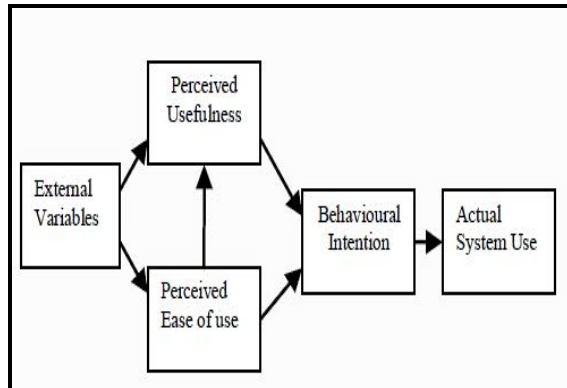 Perceived
Usefulness
External
Variables
Behavioural
Intention
Actual
System Use
Perceived
Ease of use